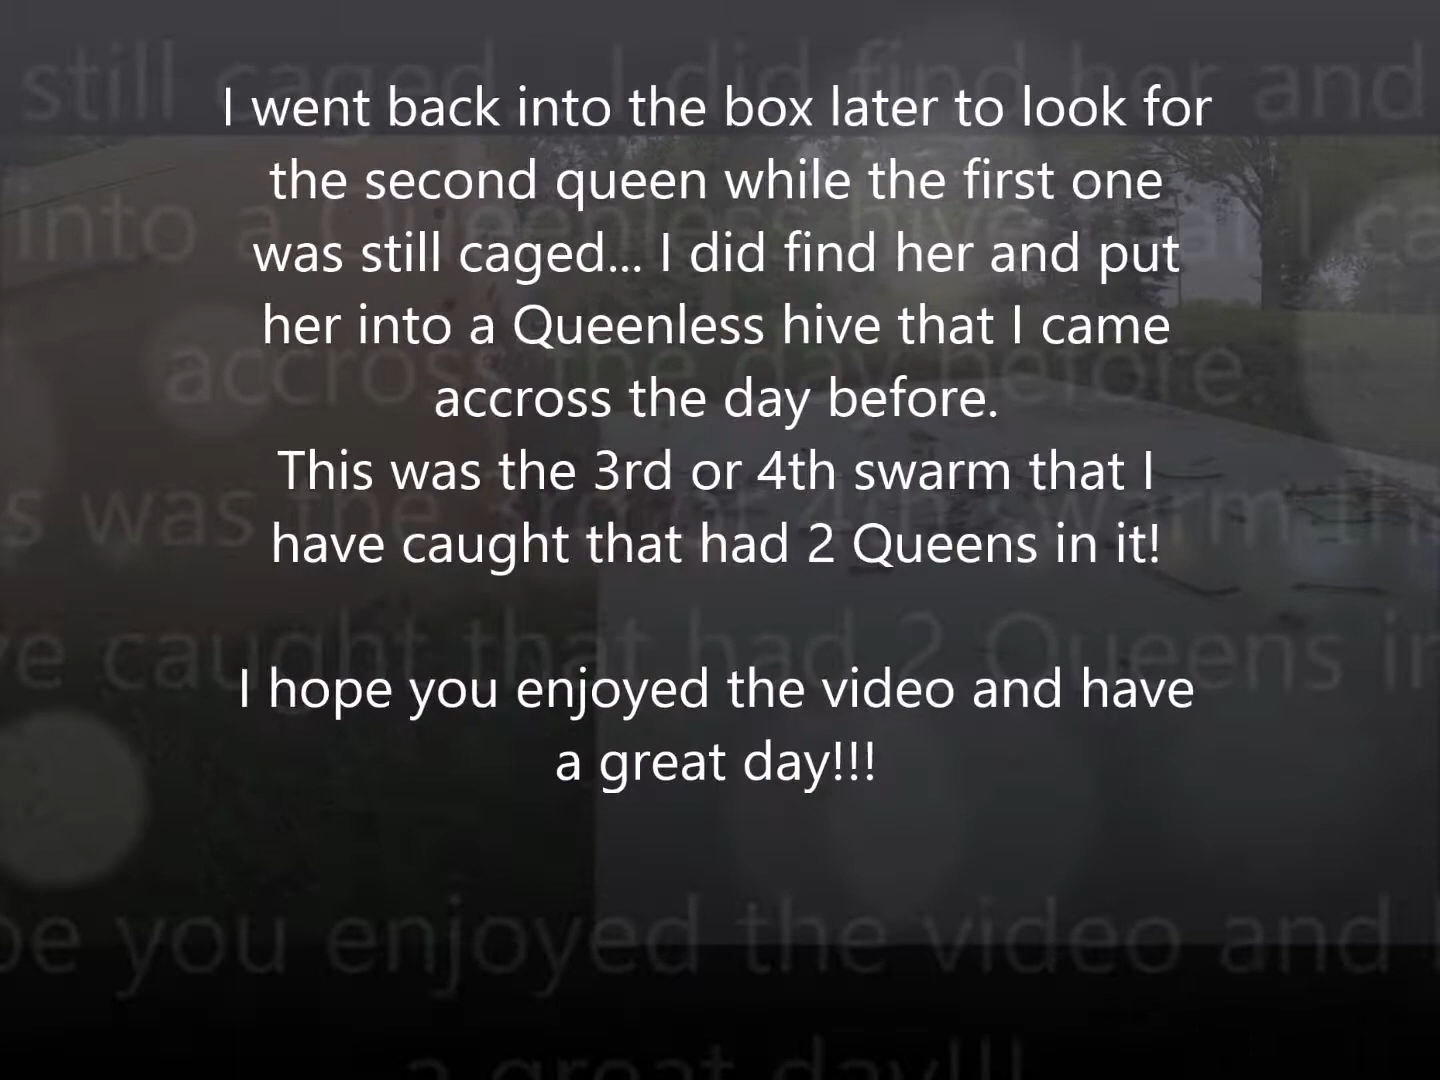 I went back into the box later to look for
the second queen while the first one
was still caged... I did find her and put
her into a Queenless hive that I came
accross the day before.
This was the 3rd or 4th swarm that I
have caught that had 2 Queens in it!
I hope you enjoyed the video and have
a great day!!!